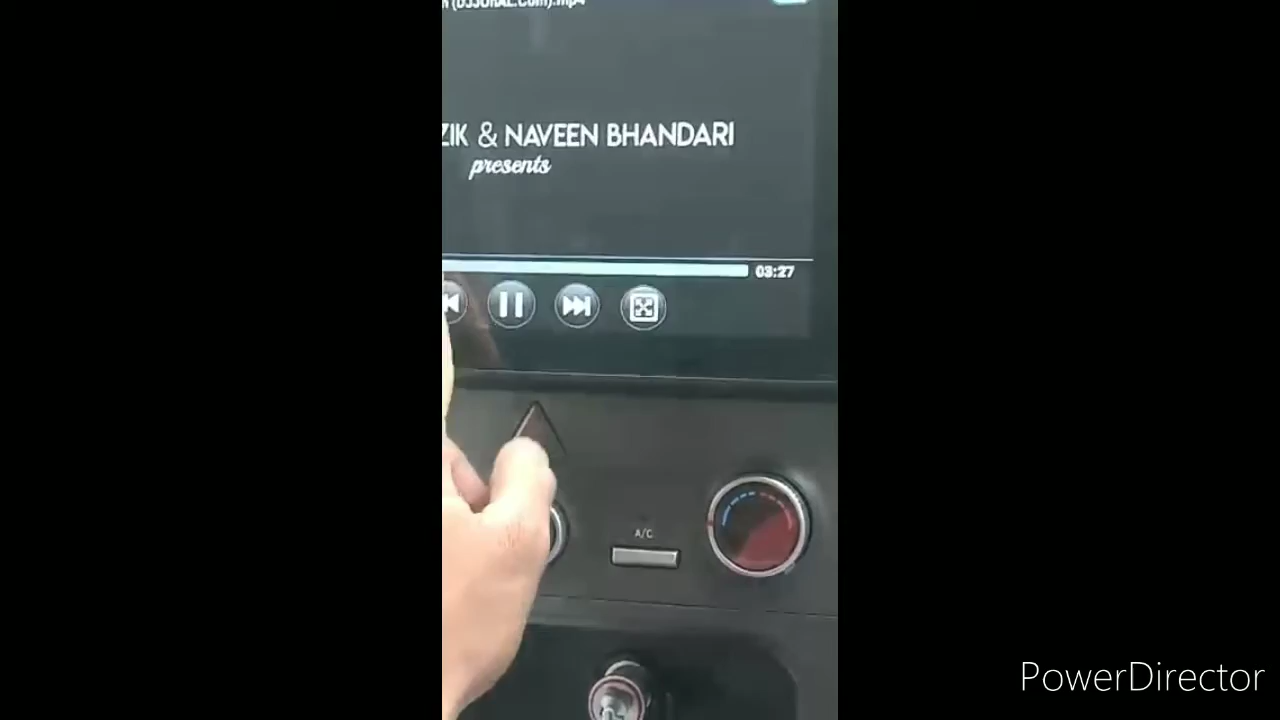 ZIK & NAVEEN BHANDARI
presents
03:27
A/C
PowerDirector